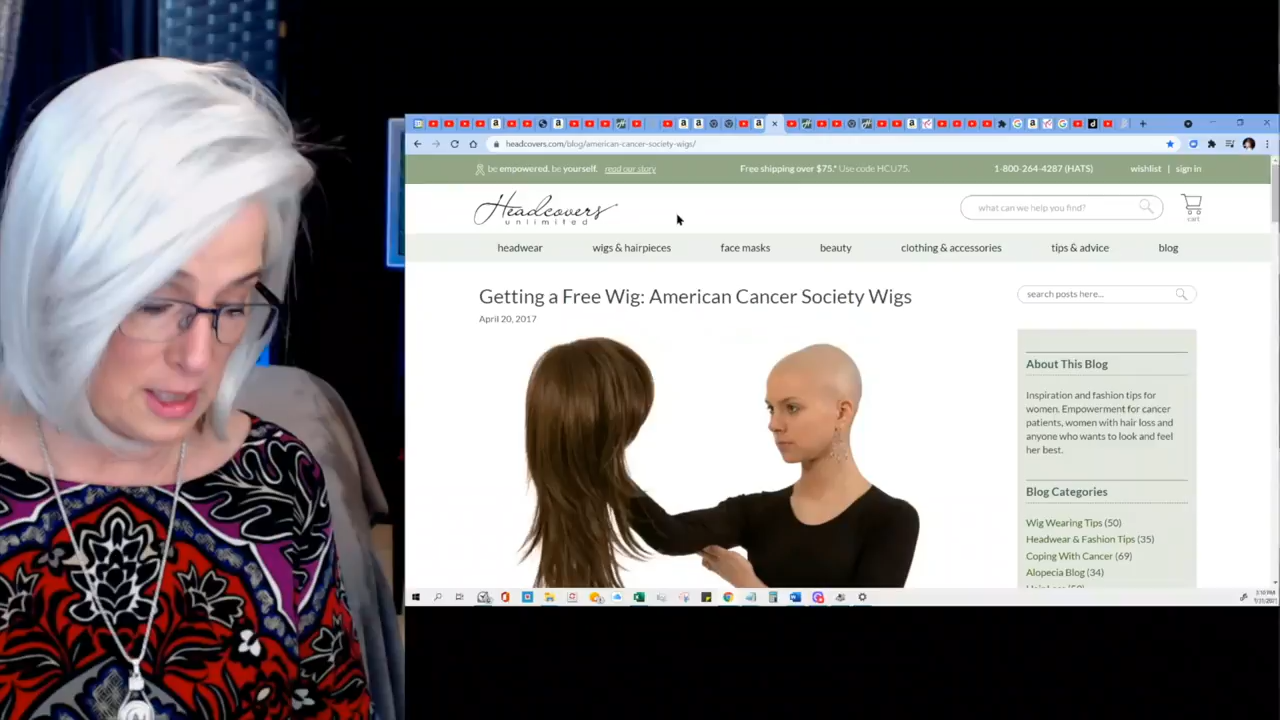 headcovers.com/blog/american-cancer-society-wigs/
be empowered. be yourself. read our story
Free shipping over $75.* Use code HCU75.
1-800-264-4287 (HATS)
wishlist | sign in
Headcovers
unlimited
what can we help you find?
cart
headwear
wigs & hairpieces
face masks
beauty
clothing & accessories
tips & advice
blog
Getting a Free Wig: American Cancer Society Wigs
April 20, 2017
search posts here...
About This Blog
Inspiration and fashion tips for
women. Empowerment for cancer
patients, women with hair loss and
anyone who wants to look and feel
her best.
Blog Categories
Wig Wearing Tips (50)
Headwear & Fashion Tips (35)
Coping With Cancer (69)
Alopecia Blog (34)
3:10 PM